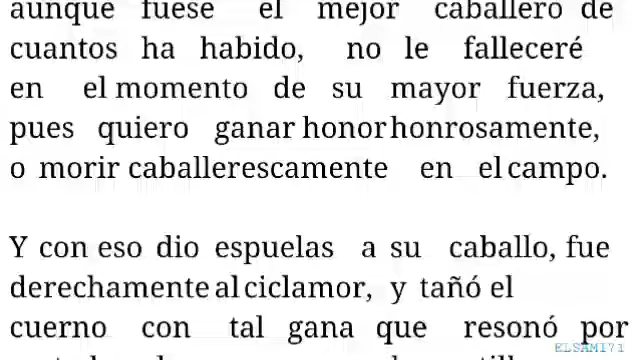 aunque fuese el mejor caballero de
cuantos ha habido, no le falleceré
en el momento de su mayor fuerza,
pues quiero ganar honor honrosamente,
o morir caballerescamente en el campo.
Y con eso dio espuelas a su caballo, fue
derechamente al ciclamor, y tañó el
cuerno con tal gana que resonó por
ELSAM171